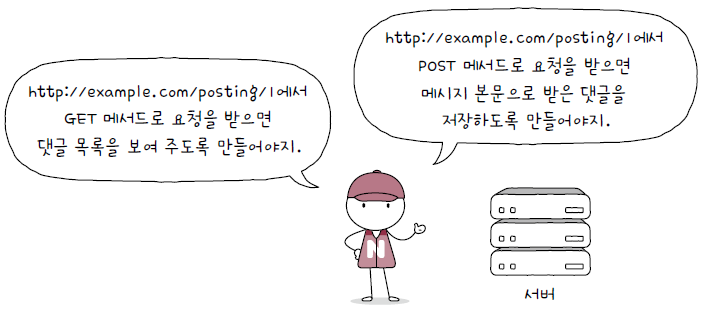 http://example.com/posting/1에서
GET 메서드로 요청을 받으면
댓글 목록을 보여 주도록 만들어야지.
http://example.com/posting/1에서
POST 메서드로 요청을 받으면
메시지 본문으로 받은 댓글을
저장하도록 만들어야지.
N
서버